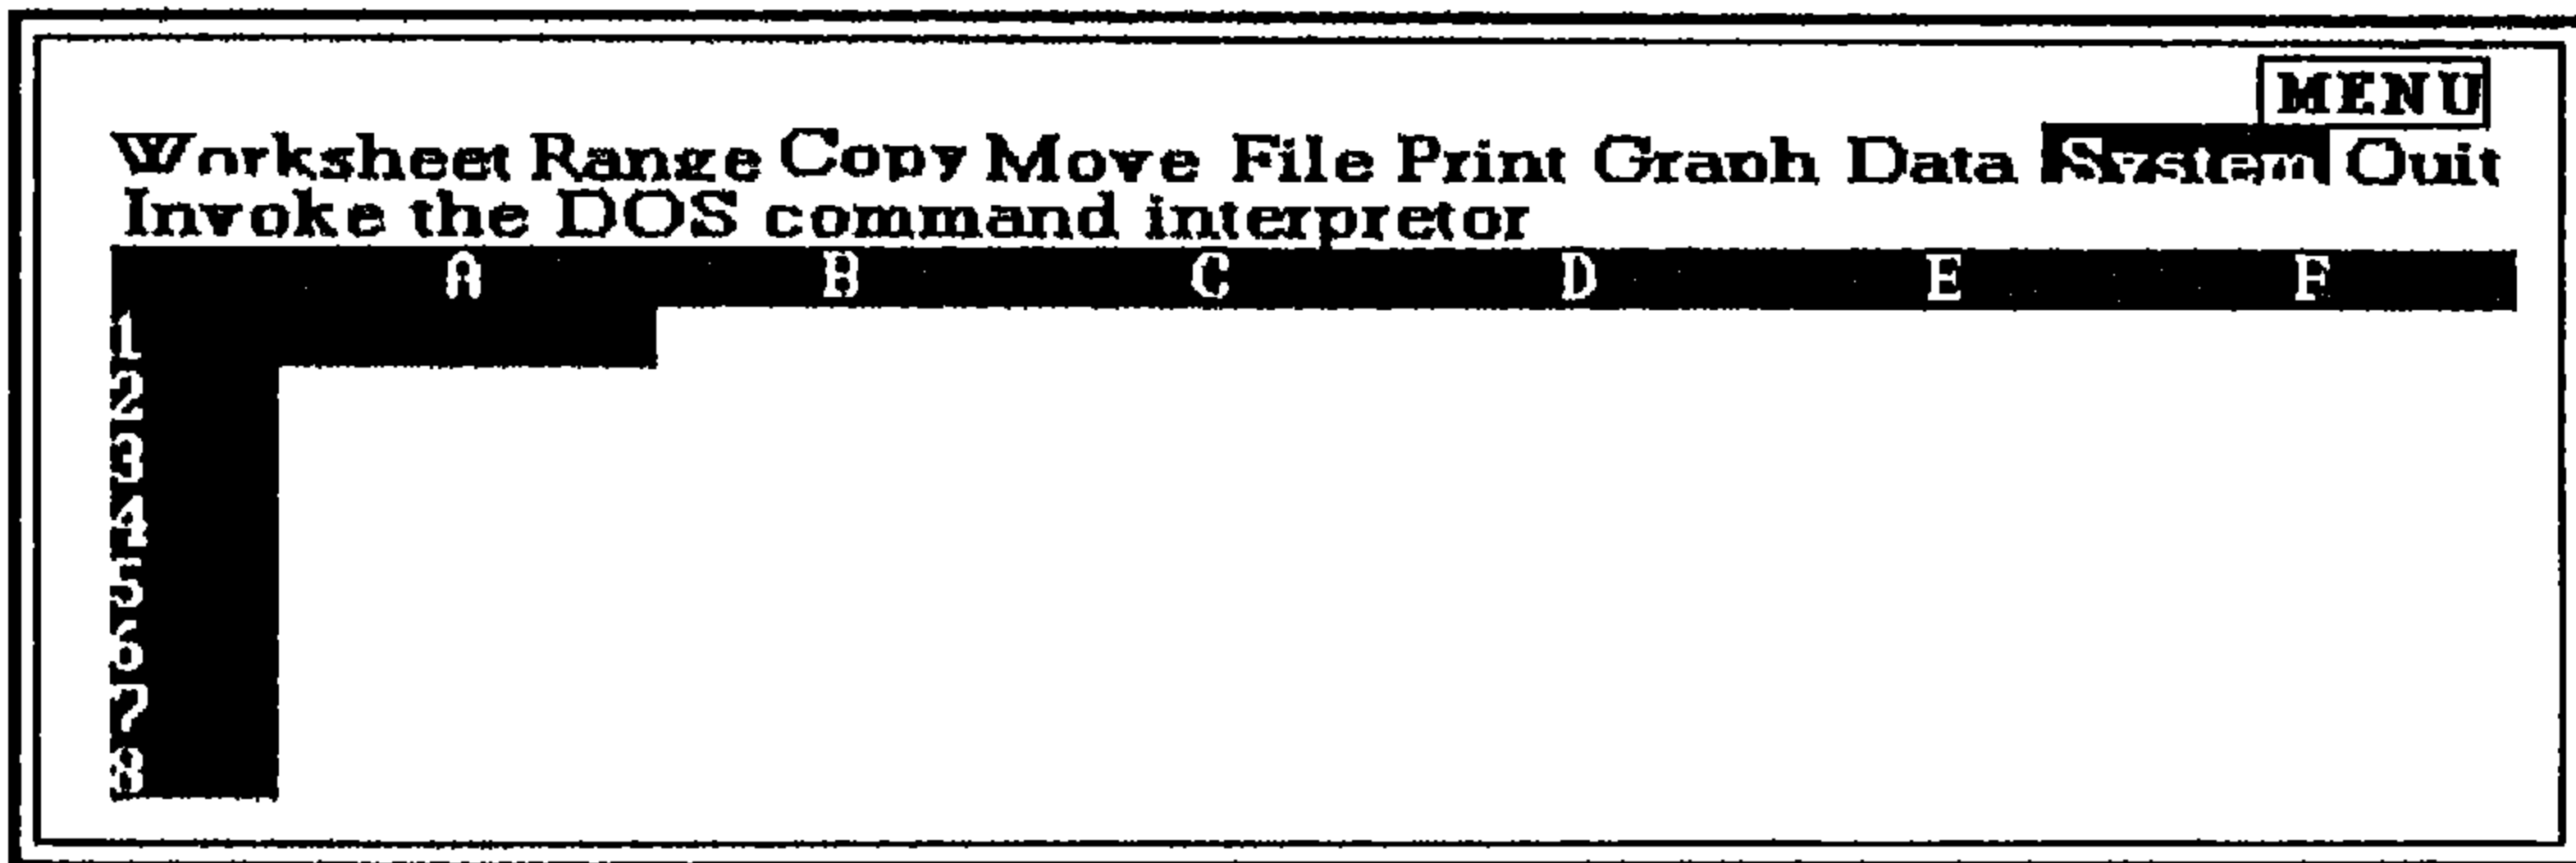 MENU
Worksheet Range Copy Move File Print Graph Data System Quit
Invoke the DOS command interpretor
A B C D E F
1
2
3
4
5
6
7
8